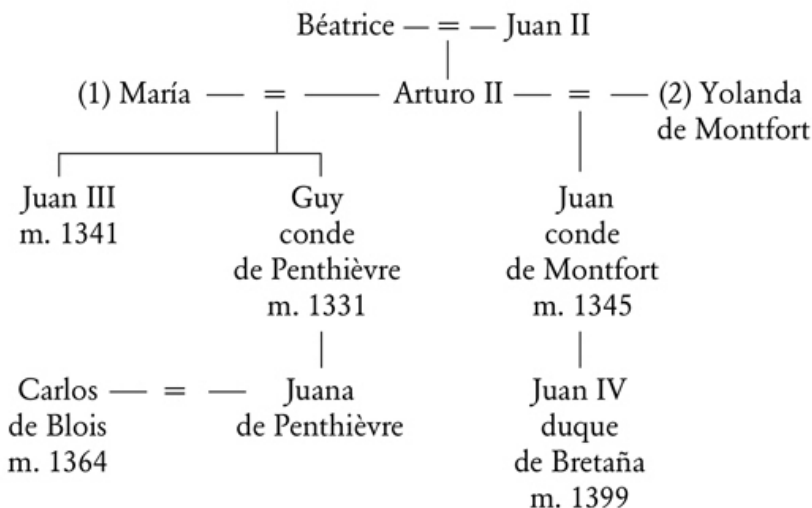 Béatrice — = — Juan II
(1) María — = — Arturo II — = — (2) Yolanda
de Montfort
Juan III
m. 1341
Guy
conde
de Penthièvre
m. 1331
Juan
conde
de Montfort
m. 1345
Carlos — = — Juana
de Blois
m. 1364
de Penthièvre
Juan IV
duque
de Bretaña
m. 1399